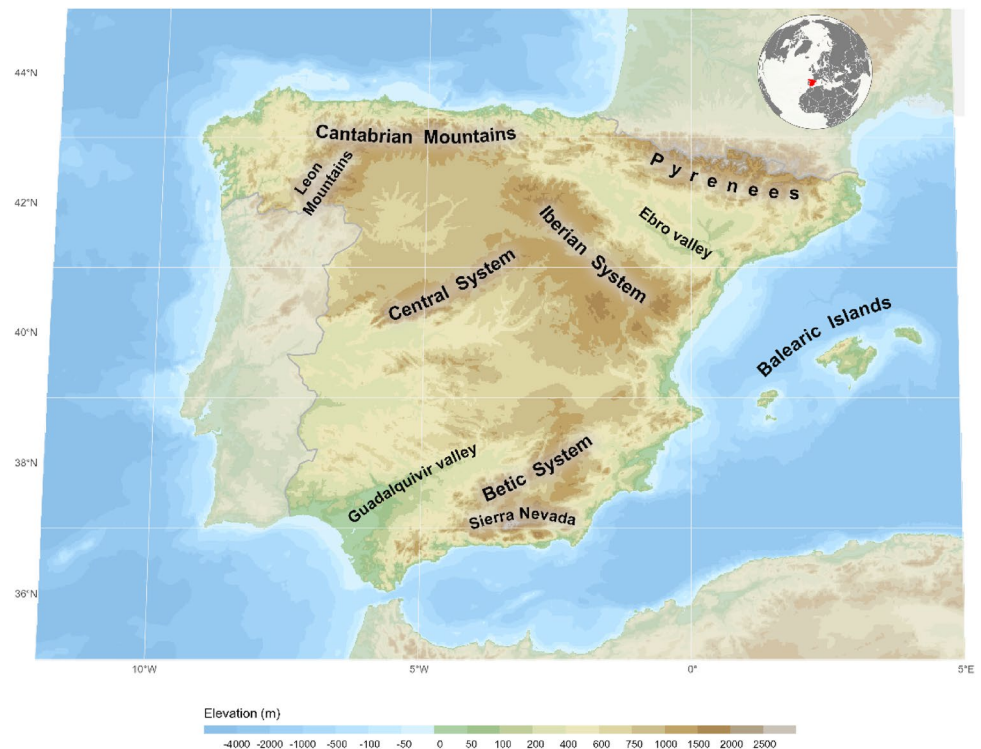 44°N
Cantabrian Mountains
Leon
Mountains
Pyrenees
42°N
Ebro valley
Iberian System
Central System
40°N
Balearic Islands
38°N
Guadalquivir valley
Betic System
Sierra Nevada
36°N
10°W 5°W 0° 5°E
Elevation (m)
-4000 -2000 -1000 -500 -100 -50 0 50 100 200 400 600 750 1000 1500 2000 2500